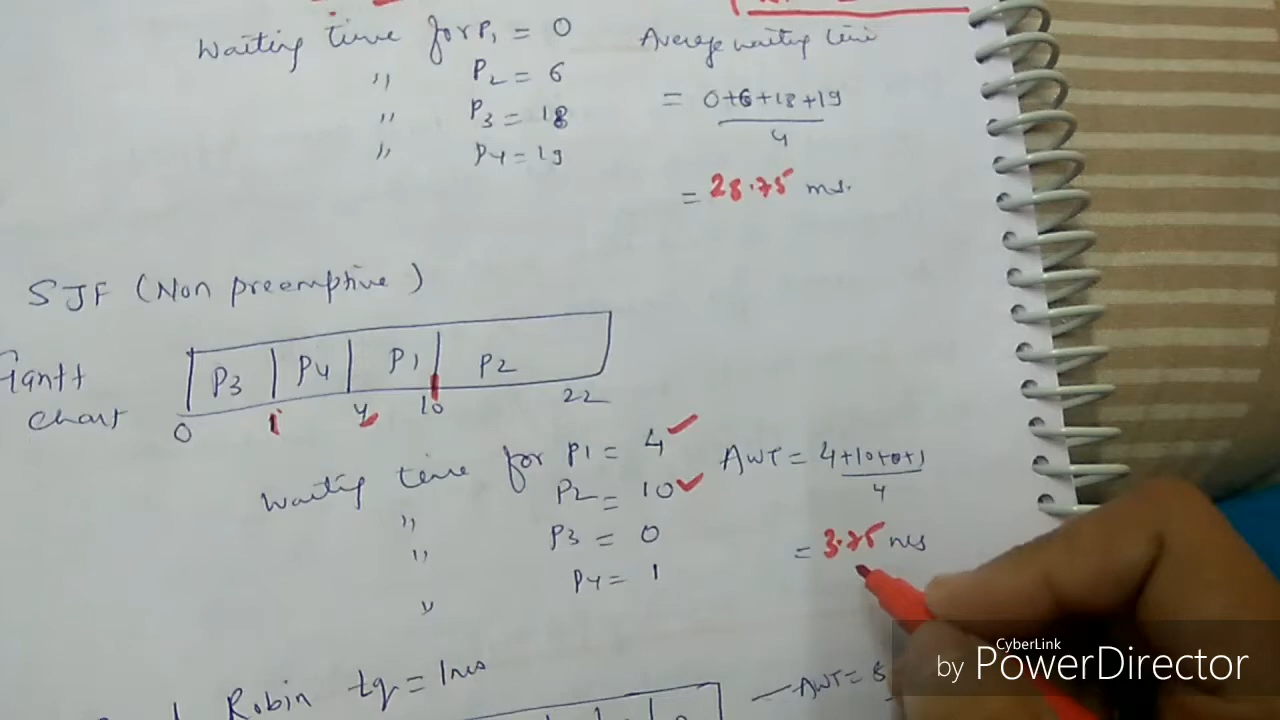 Waiting time for P1 = 0
" P2 = 6
" P3 = 18
" P4 = 19
Average waiting time
= 0+6+18+19
4
= 28.75 ms.
SJF (Non preemptive)
Gantt
Chart
P3 P4 P1 P2
0 1 4 10 22
Waiting time for P1 = 4
" P2 = 10
" P3 = 0
" P4 = 1
AWT = 4+10+0+1
4
= 3.75 ms
Robin tq = 1ms
AWT = 8
CyberLink
by PowerDirector